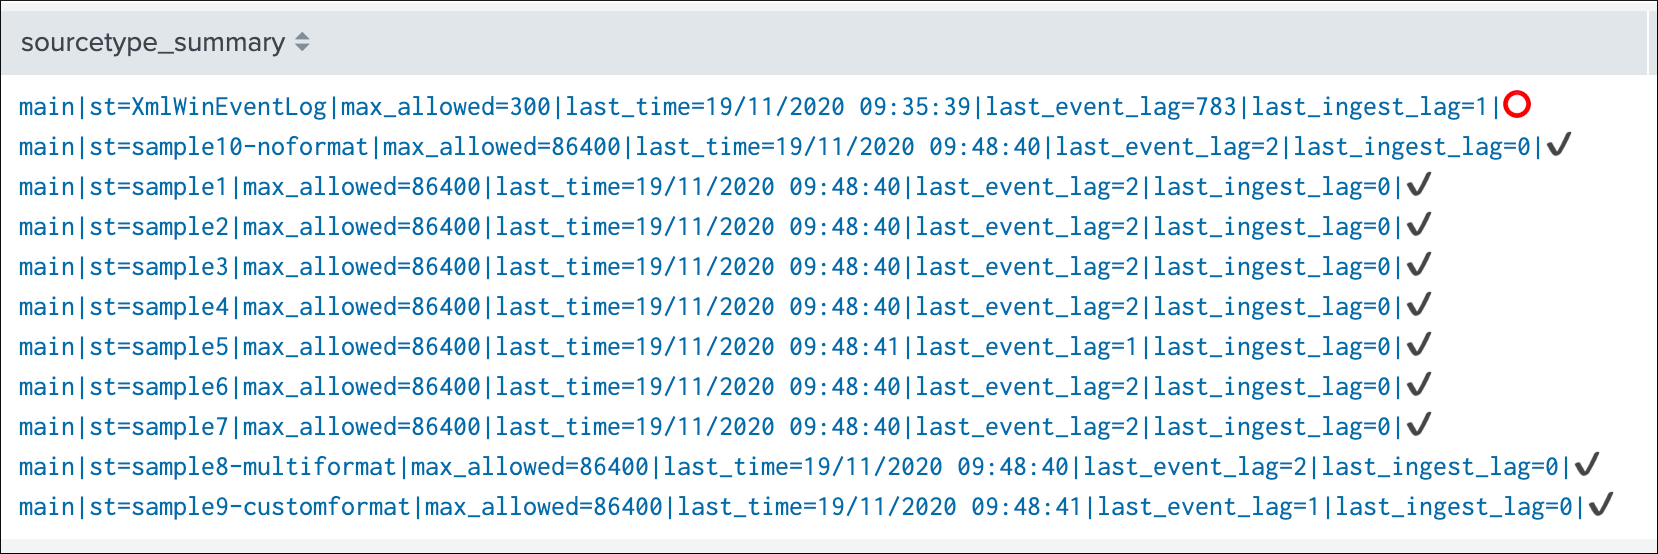 sourcetype_summary
main|st=XmlWinEventLog|max_allowed=300|last_time=19/11/2020 09:35:39|last_event_lag=783|last_ingest_lag=1|⭕
main|st=sample10-noformat|max_allowed=86400|last_time=19/11/2020 09:48:40|last_event_lag=2|last_ingest_lag=0|✔
main|st=sample1|max_allowed=86400|last_time=19/11/2020 09:48:40|last_event_lag=2|last_ingest_lag=0|✔
main|st=sample2|max_allowed=86400|last_time=19/11/2020 09:48:40|last_event_lag=2|last_ingest_lag=0|✔
main|st=sample3|max_allowed=86400|last_time=19/11/2020 09:48:40|last_event_lag=2|last_ingest_lag=0|✔
main|st=sample4|max_allowed=86400|last_time=19/11/2020 09:48:40|last_event_lag=2|last_ingest_lag=0|✔
main|st=sample5|max_allowed=86400|last_time=19/11/2020 09:48:41|last_event_lag=1|last_ingest_lag=0|✔
main|st=sample6|max_allowed=86400|last_time=19/11/2020 09:48:40|last_event_lag=2|last_ingest_lag=0|✔
main|st=sample7|max_allowed=86400|last_time=19/11/2020 09:48:40|last_event_lag=2|last_ingest_lag=0|✔
main|st=sample8-multiformat|max_allowed=86400|last_time=19/11/2020 09:48:40|last_event_lag=2|last_ingest_lag=0|✔
main|st=sample9-customformat|max_allowed=86400|last_time=19/11/2020 09:48:41|last_event_lag=1|last_ingest_lag=0|✔